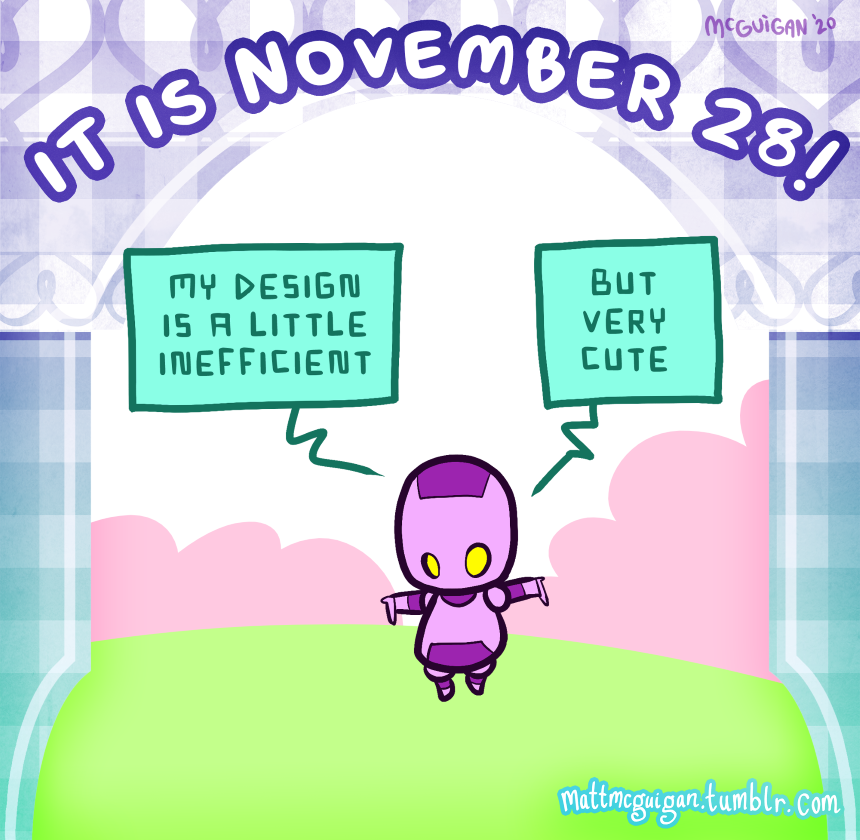 McGUiGAN '20
IT IS NOVEMBER 28!
MY DESIGN
IS A LITTLE
INEFFICIENT
BUT
VERY
CUTE
mattmcguigan.tumblr.com